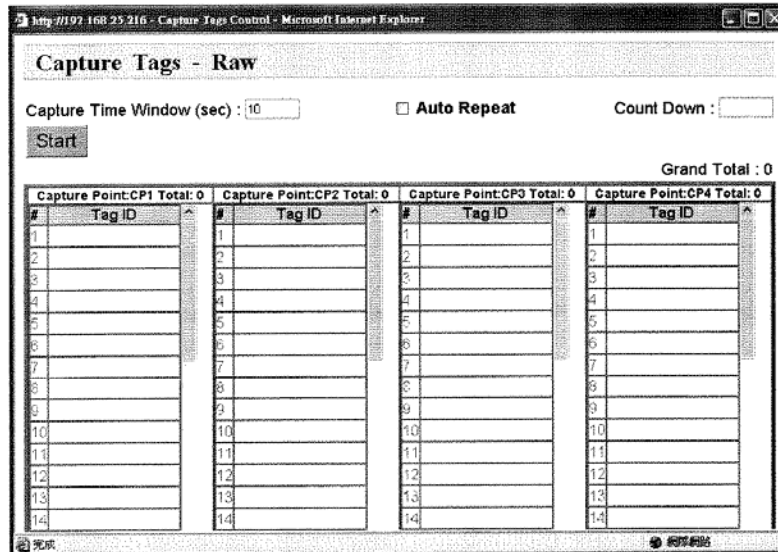 http://192.168.25.216 - Capture Tags Control - Microsoft Internet Explorer
Capture Tags - Raw
Capture Time Window (sec) : 10
Auto Repeat
Count Down :
Start
Grand Total : 0
Capture Point:CP1 Total: 0 Capture Point:CP2 Total: 0 Capture Point:CP3 Total: 0 Capture Point:CP4 Total: 0
# Tag ID # Tag ID # Tag ID # Tag ID
1 1 1 1
2 2 2 2
3 3 3 3
4 4 4 4
5 5 5 5
6 6 6 6
7 7 7 7
8 8 8 8
9 9 9 9
10 10 10 10
11 11 11 11
12 12 12 12
13 13 13 13
14 14 14 14
完成 網際網路